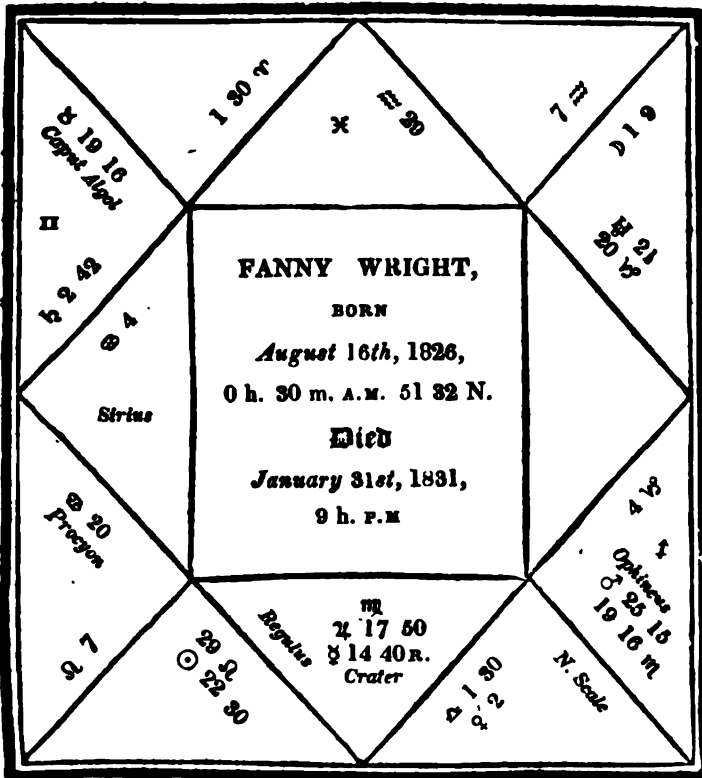 1 30 ♈
♓
♒ 29
7 ♒
☽ 1 9
♅ 21
20 ♑
♉ 19 16
Caput Algol
♊
♄ 2 42
♋ 4
Sirius
FANNY WRIGHT,
BORN
August 16th, 1826,
0 h. 30 m. A.M. 51 32 N.
Died
January 31st, 1831,
9 h. P.M
♋ 20
Procyon
♌ 7
29 ♌
☉ 22 30
Regulus
♍
♃ 17 50
☿ 14 40 R.
Crater
♎ 1 30
♀ 2
N. Scale
4 ♑
♐
Ophincus
♂ 25 15
19 16 ♏